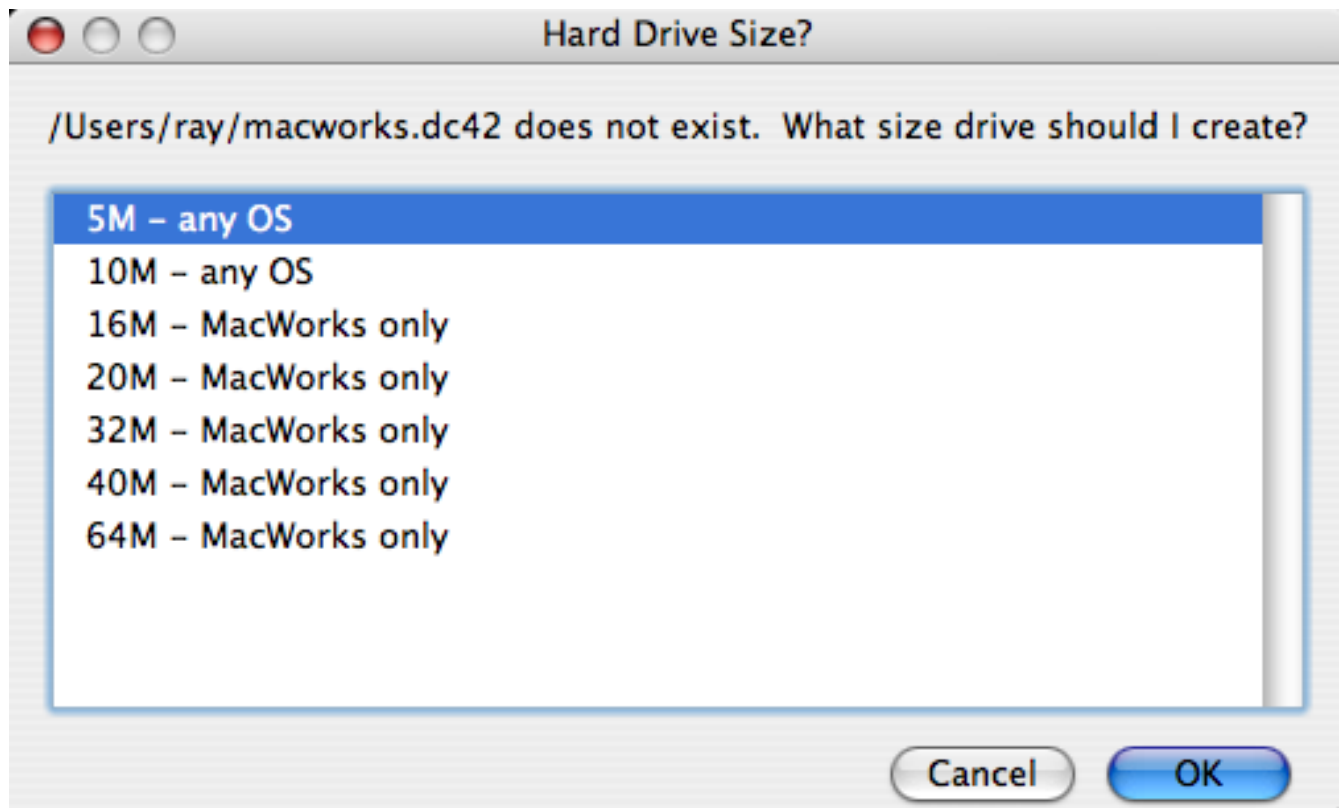 Hard Drive Size?
/Users/ray/macworks.dc42 does not exist.  What size drive should I create?
5M – any OS
10M – any OS
16M – MacWorks only
20M – MacWorks only
32M – MacWorks only
40M – MacWorks only
64M – MacWorks only
Cancel OK